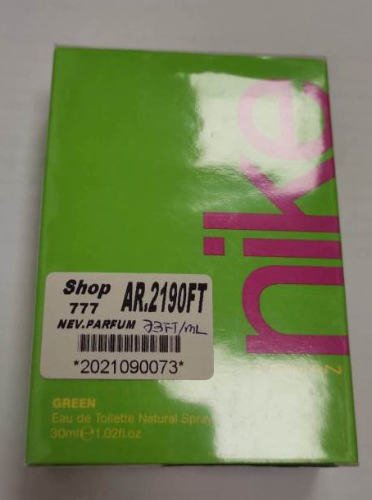 nike
Shop
777
AR.2190FT
NEV.PARFUM 73FT/mL
*2021090073*
GREEN
Eau de Toilette Natural Spray
30ml℮1.02fl.oz